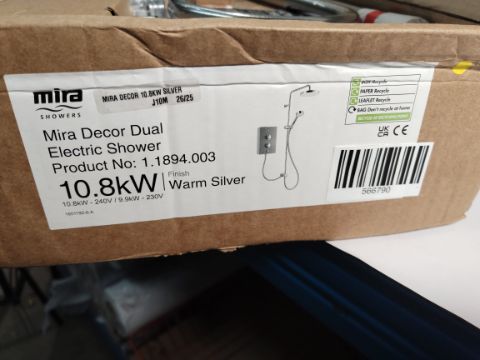 mira
SHOWERS
MIRA DECOR 10.8KW SILVER
J10M 26/25
Mira Decor Dual
Electric Shower
Product No: 1.1894.003
10.8kW
10.8kW - 240V / 9.9kW - 230V
Finish
Warm Silver
BODY Recycle
PAPER Recycle
LEAFLET Recycle
BAG Don't recycle at home
UK
CA
CE
566790